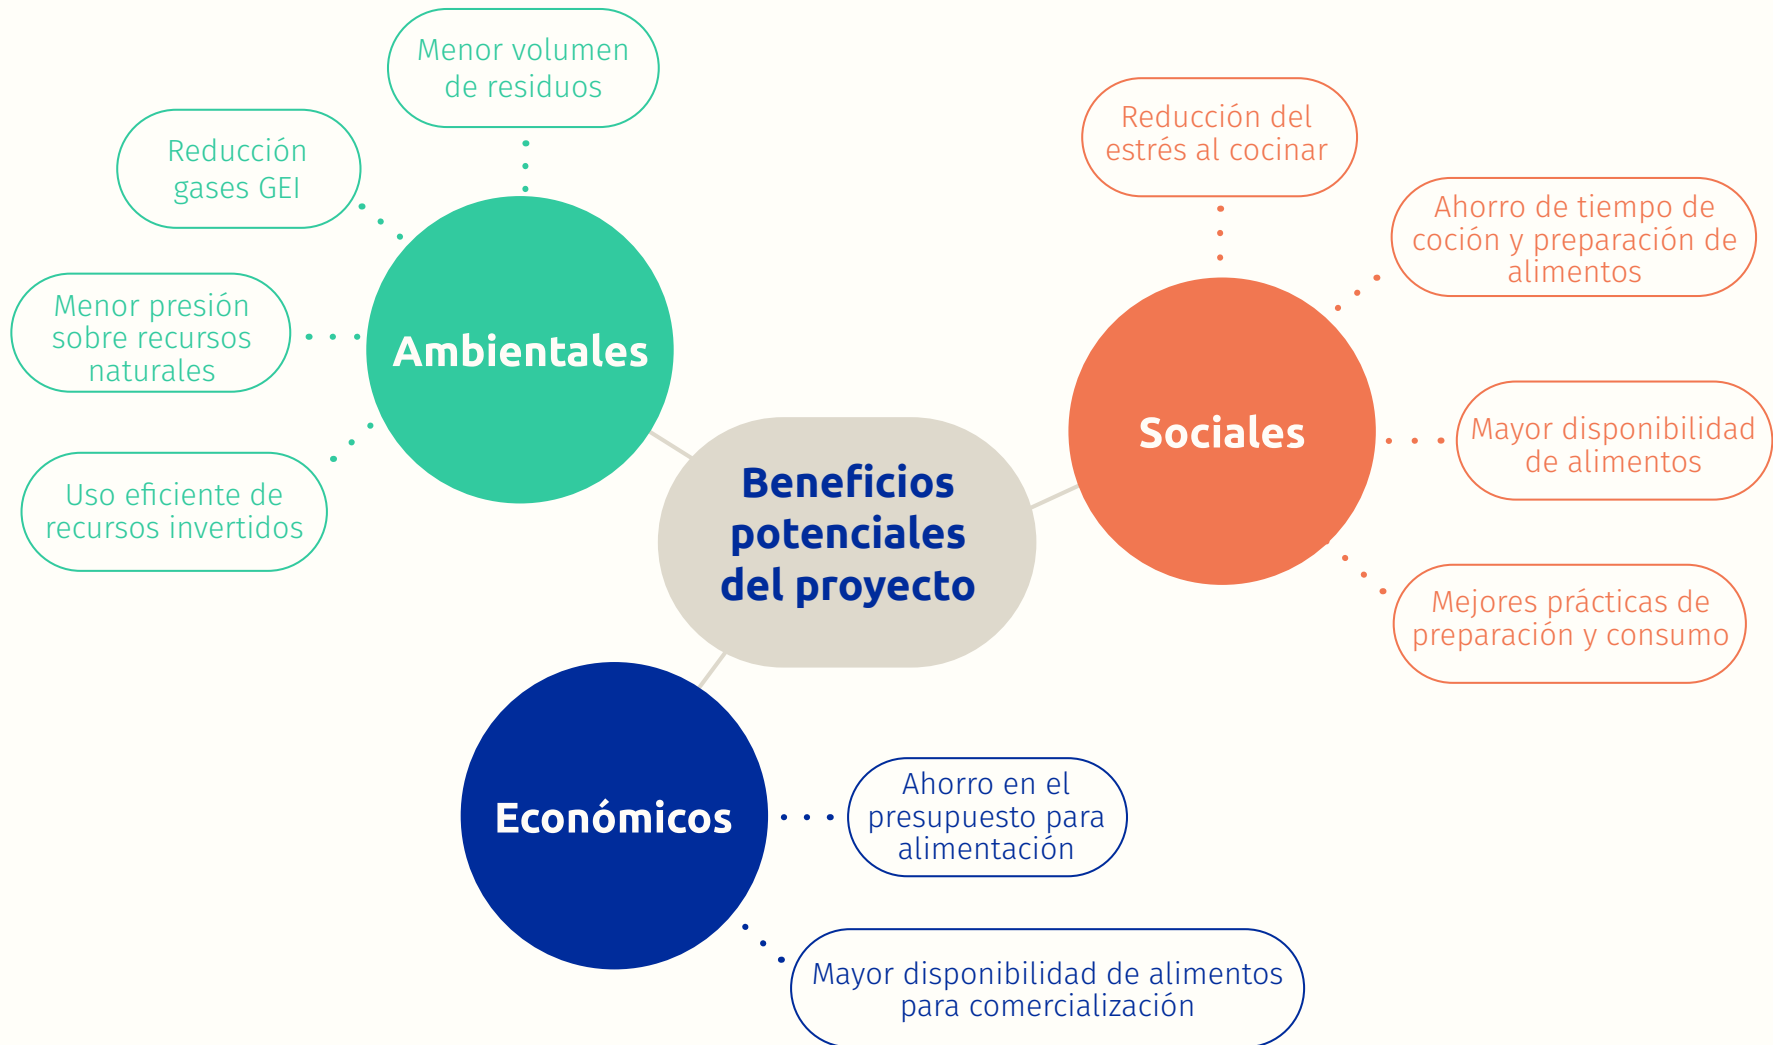 Menor volumen
de residuos
Reducción
gases GEI
Menor presión
sobre recursos
naturales
Uso eficiente de
recursos invertidos
Ambientales
Beneficios
potenciales
del proyecto
Reducción del
estrés al cocinar
Ahorro de tiempo de
coción y preparación de
alimentos
Mayor disponibilidad
de alimentos
Mejores prácticas de
preparación y consumo
Sociales
Económicos
Ahorro en el
presupuesto para
alimentación
Mayor disponibilidad de alimentos
para comercialización